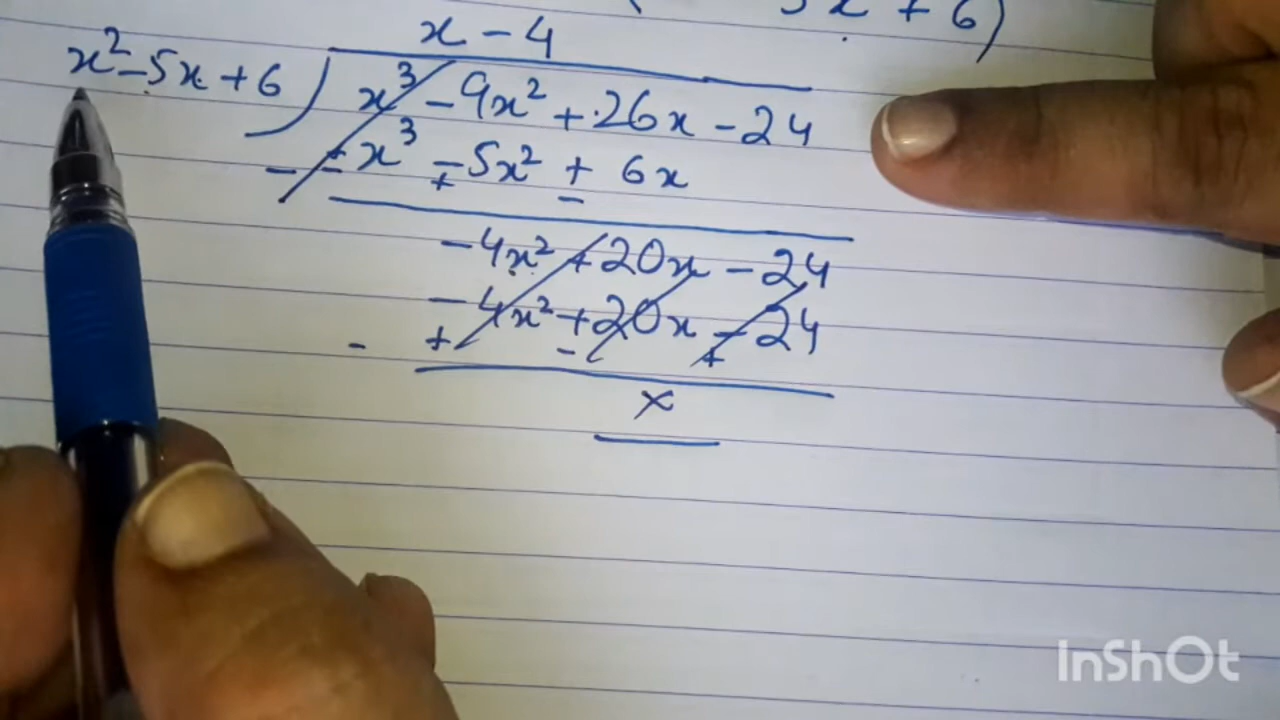 5x + 6)
x - 4
x² - 5x + 6 ) x³ - 9x² + 26x - 24
- - x³ - 5x² + 6x
+ -
- 4x² + 20x - 24
- 4x² + 20x - 24
- + - +
x
InShOt